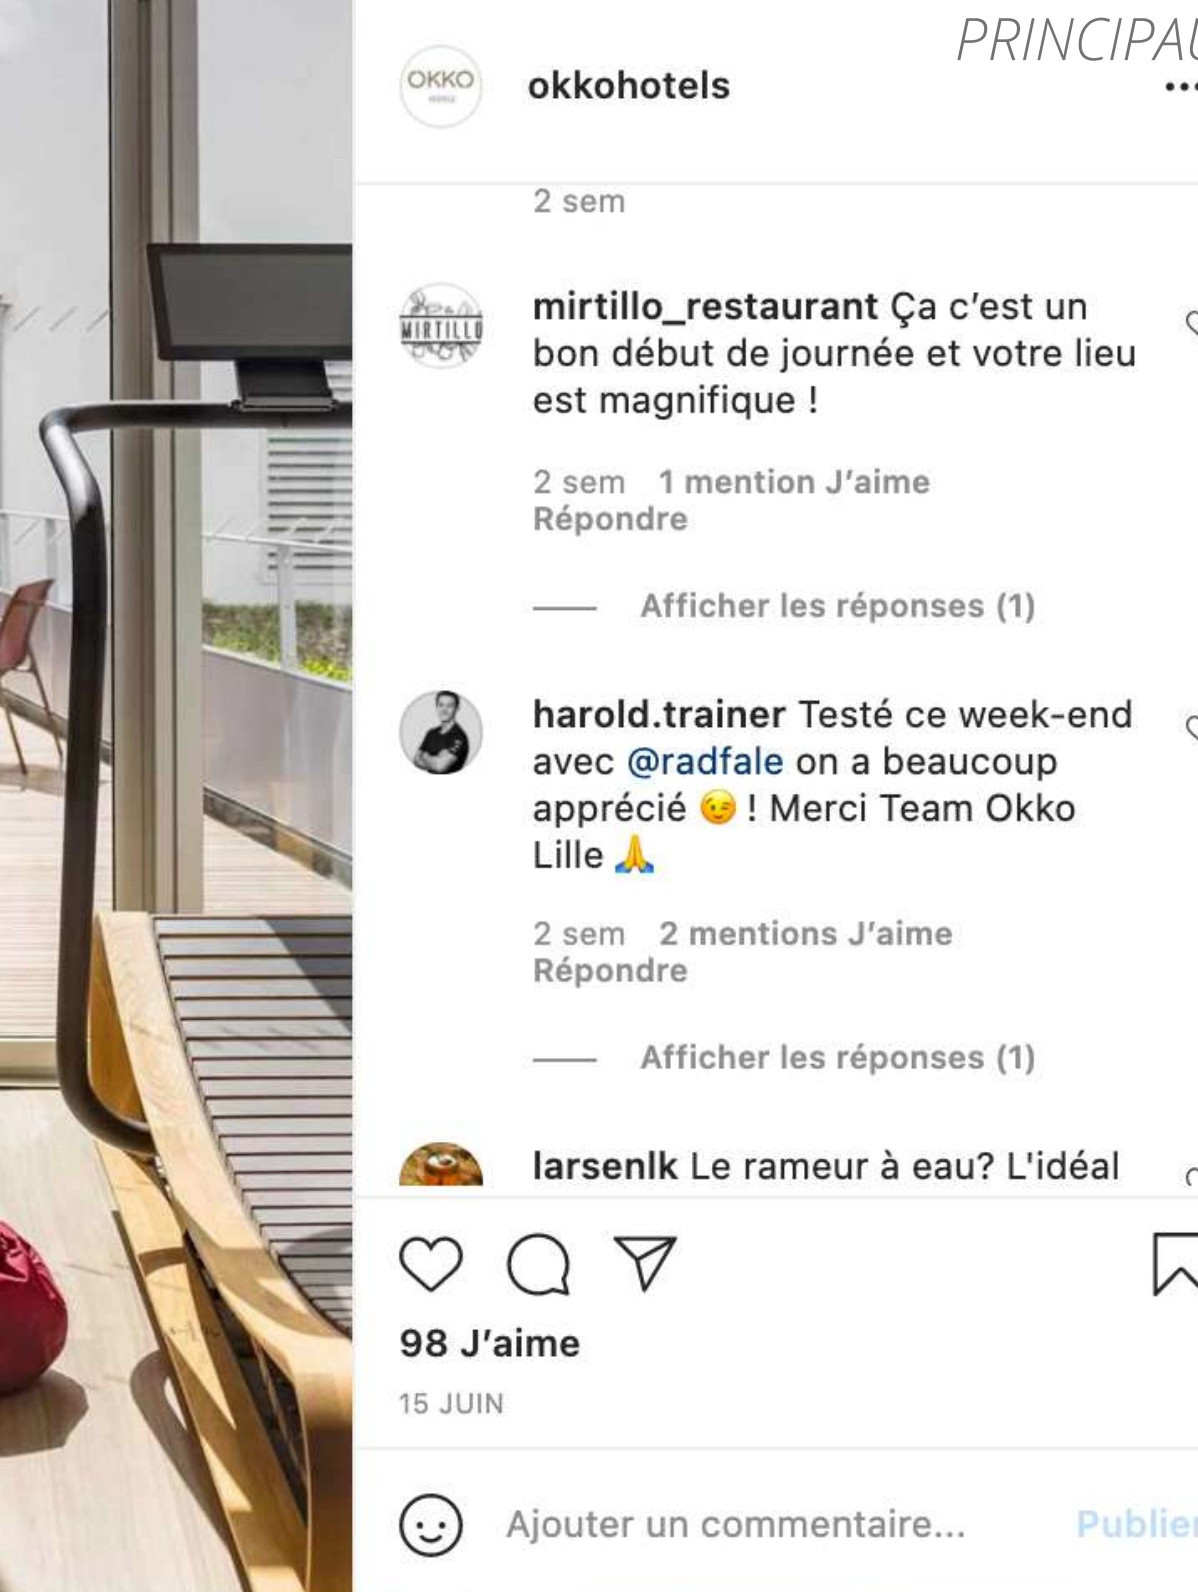 PRINCIPAU
OKKO
okkohotels
2 sem
MIRTILLO
mirtillo_restaurant Ça c’est un
bon début de journée et votre lieu
est magnifique !
2 sem 1 mention J’aime
Répondre
Afficher les réponses (1)
harold.trainer Testé ce week-end
avec @radfale on a beaucoup
apprécié 😉 ! Merci Team Okko
Lille 🙏
2 sem 2 mentions J’aime
Répondre
Afficher les réponses (1)
larsenlk Le rameur à eau? L'idéal
98 J’aime
15 JUIN
Ajouter un commentaire...
Publier